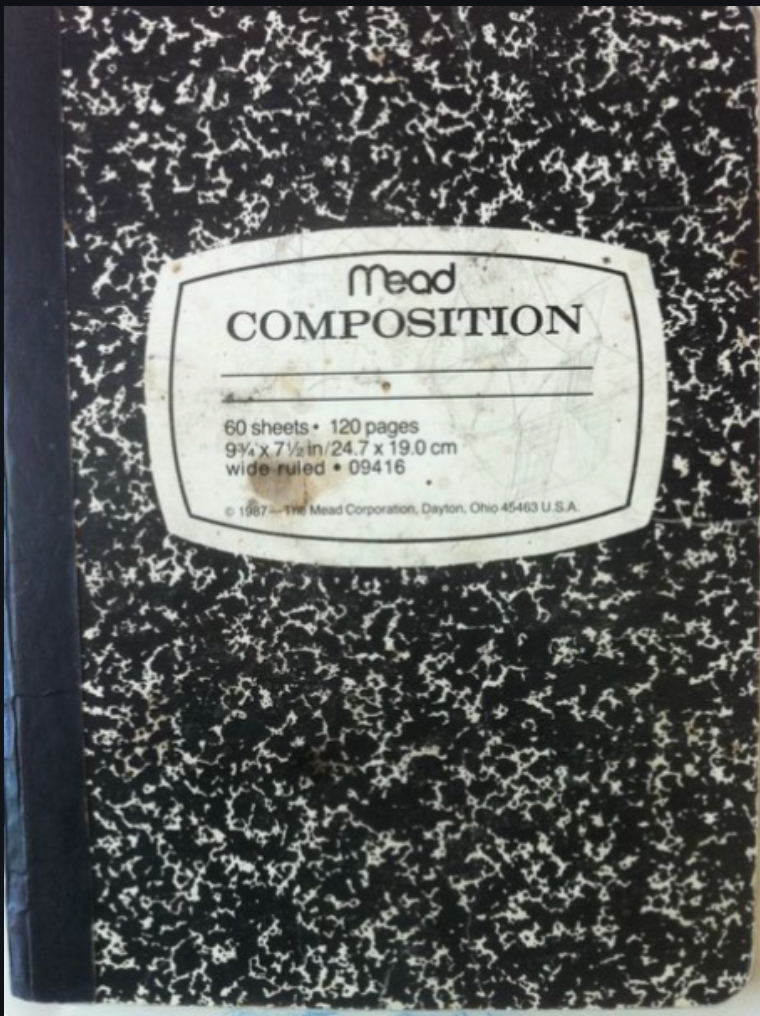 Mead
COMPOSITION
60 sheets • 120 pages
9¾ x 7½ in/24.7 x 19.0 cm
wide ruled • 09416
© 1987—The Mead Corporation, Dayton, Ohio 45463 U.S.A.